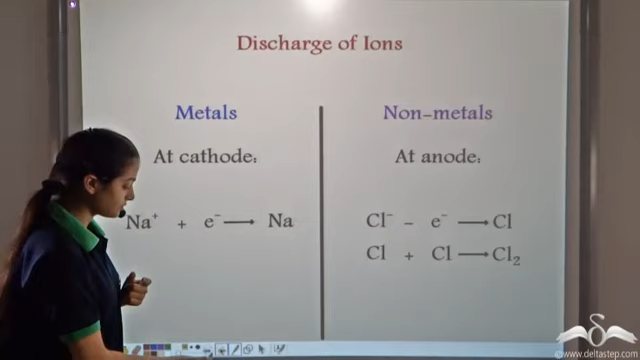 Discharge of Ions
Metals
At cathode:
Na⁺ + e⁻ ⟶ Na
Non-metals
At anode:
Cl⁻ – e⁻ ⟶ Cl
Cl + Cl ⟶ Cl₂
©www.deltastep.com